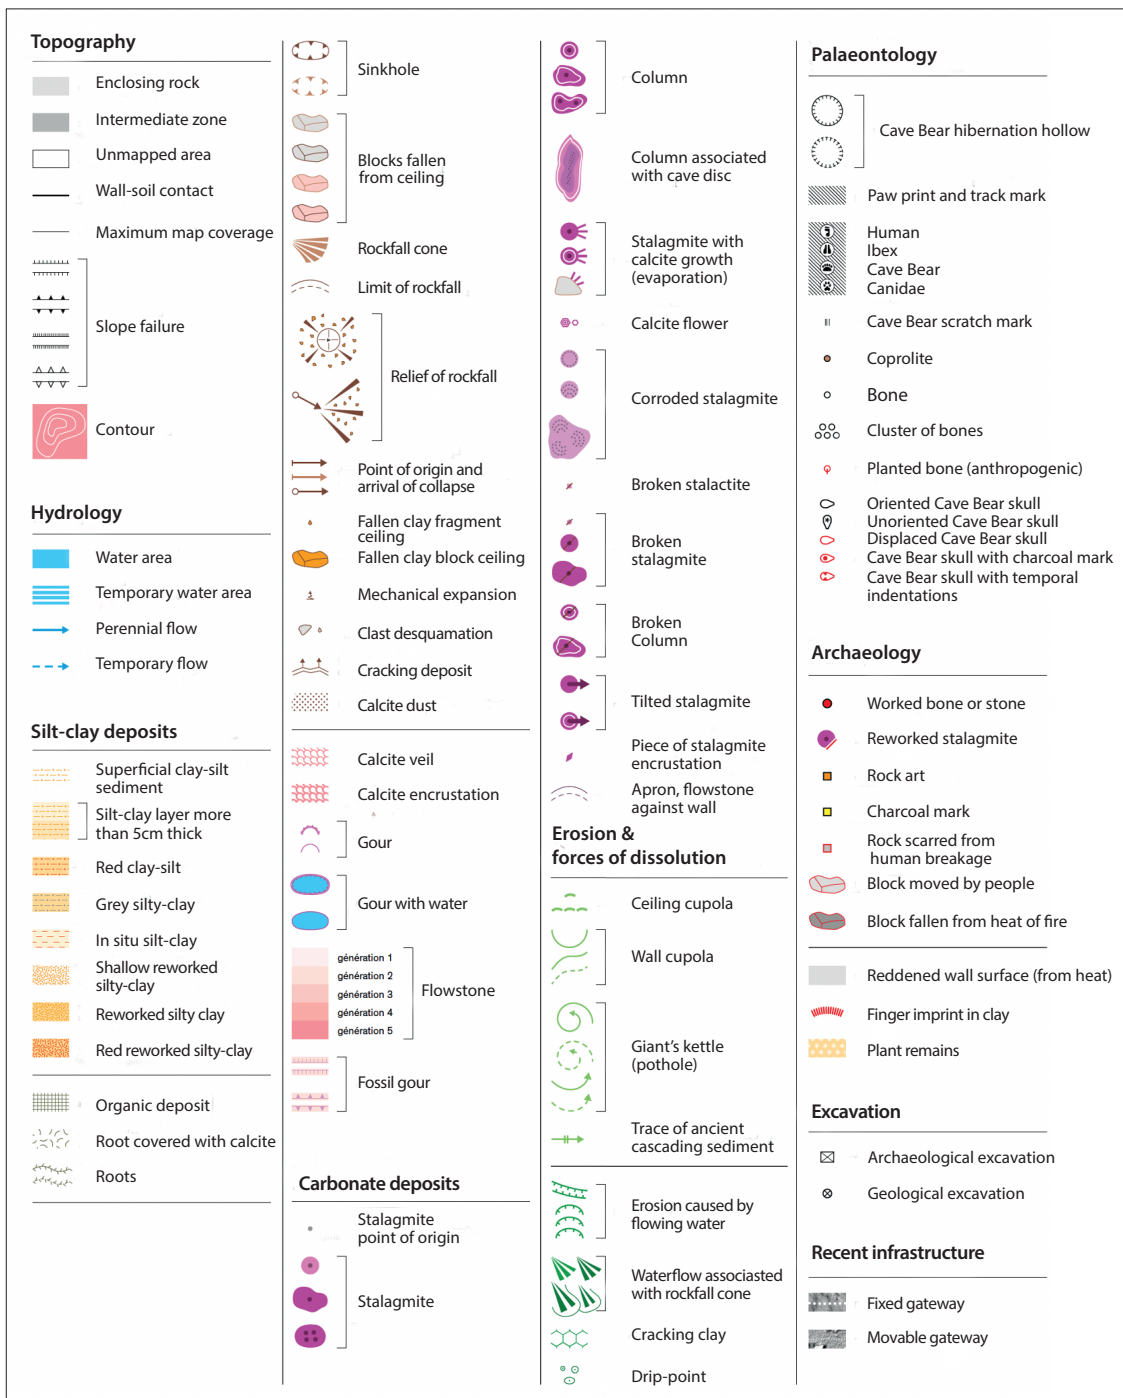 Topography
Enclosing rock
Intermediate zone
Unmapped area
Wall-soil contact
Maximum map coverage
Slope failure
Contour
Hydrology
Water area
Temporary water area
Perennial flow
Temporary flow
Silt-clay deposits
Superficial clay-silt
sediment
Silt-clay layer more
than 5cm thick
Red clay-silt
Grey silty-clay
In situ silt-clay
Shallow reworked
silty-clay
Reworked silty clay
Red reworked silty-clay
Organic deposit
Root covered with calcite
Roots
Sinkhole
Blocks fallen
from ceiling
Rockfall cone
Limit of rockfall
Relief of rockfall
Point of origin and
arrival of collapse
Fallen clay fragment
ceiling
Fallen clay block ceiling
Mechanical expansion
Clast desquamation
Cracking deposit
Calcite dust
Calcite veil
Calcite encrustation
Gour
Gour with water
génération 1
génération 2
génération 3
génération 4
génération 5
Flowstone
Fossil gour
Carbonate deposits
Stalagmite
point of origin
Stalagmite
Column
Column associated
with cave disc
Stalagmite with
calcite growth
(evaporation)
Calcite flower
Corroded stalagmite
Broken stalactite
Broken
stalagmite
Broken
Column
Tilted stalagmite
Piece of stalagmite
encrustation
Apron, flowstone
against wall
Erosion &
forces of dissolution
Ceiling cupola
Wall cupola
Giant's kettle
(pothole)
Trace of ancient
cascading sediment
Erosion caused by
flowing water
Waterflow associasted
with rockfall cone
Cracking clay
Drip-point
Palaeontology
Cave Bear hibernation hollow
Paw print and track mark
Human
Ibex
Cave Bear
Canidae
Cave Bear scratch mark
Coprolite
Bone
Cluster of bones
Planted bone (anthropogenic)
Oriented Cave Bear skull
Unoriented Cave Bear skull
Displaced Cave Bear skull
Cave Bear skull with charcoal mark
Cave Bear skull with temporal
indentations
Archaeology
Worked bone or stone
Reworked stalagmite
Rock art
Charcoal mark
Rock scarred from
human breakage
Block moved by people
Block fallen from heat of fire
Reddened wall surface (from heat)
Finger imprint in clay
Plant remains
Excavation
Archaeological excavation
Geological excavation
Recent infrastructure
Fixed gateway
Movable gateway